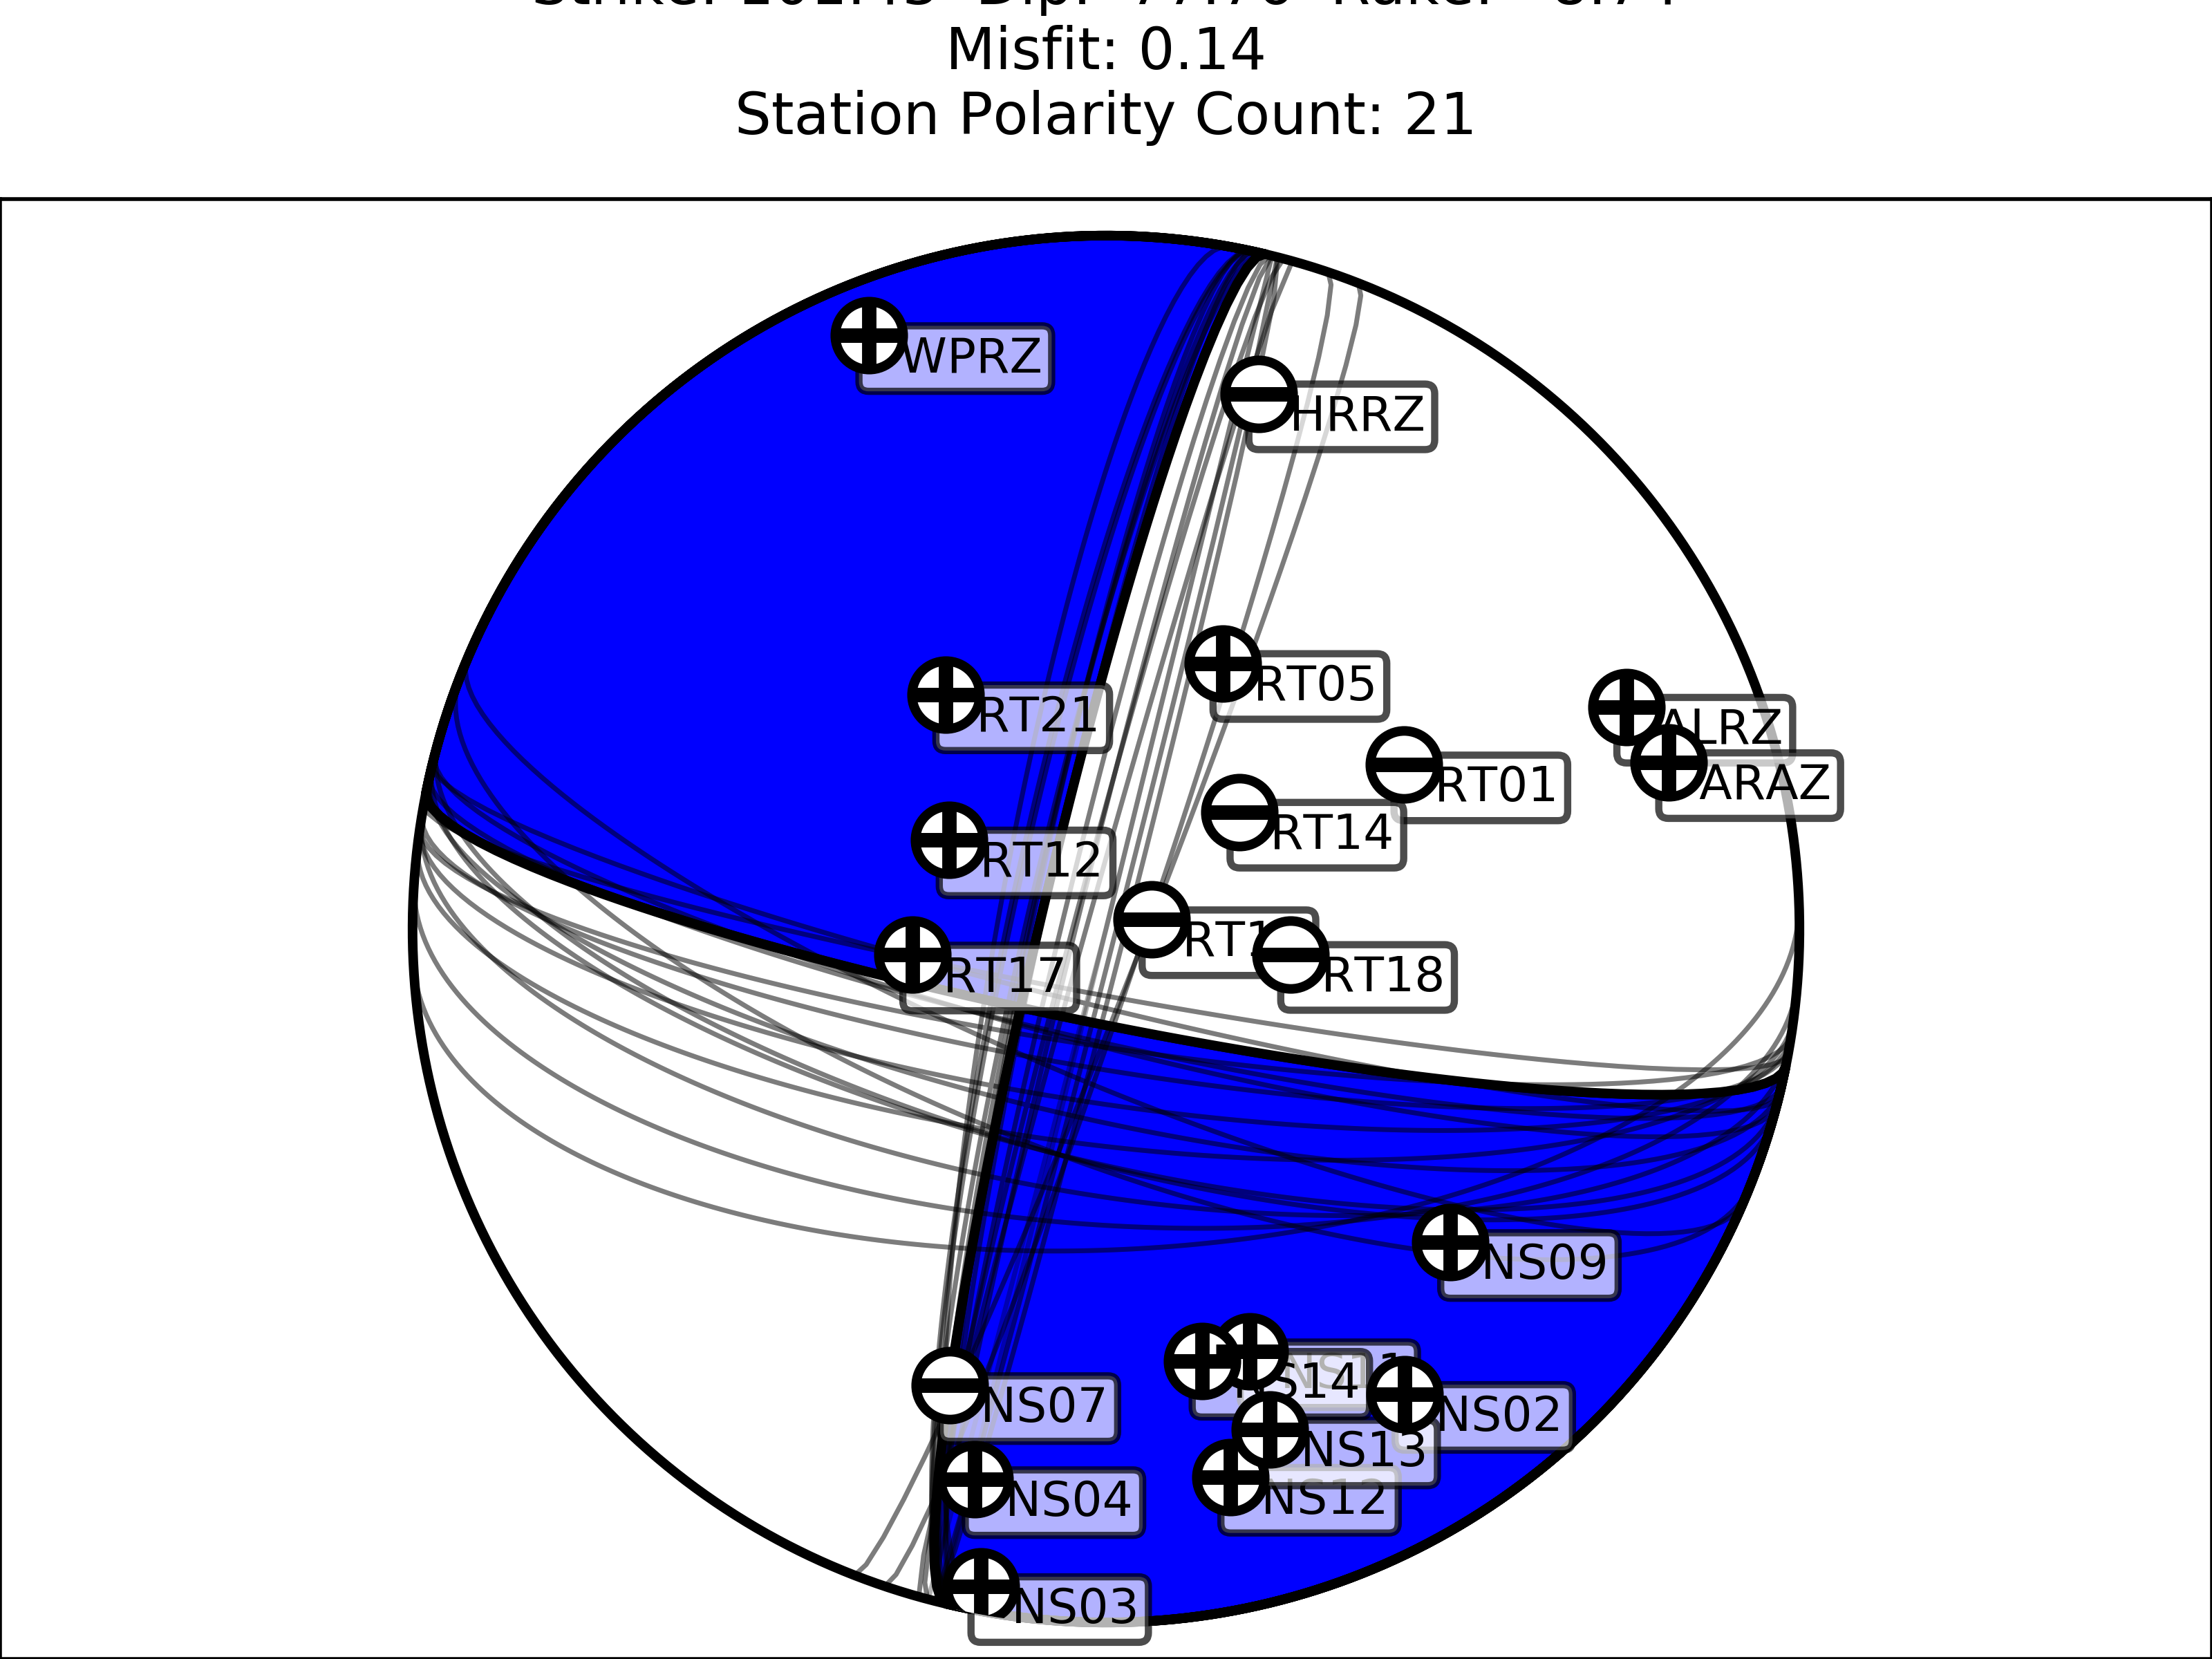 Misfit: 0.14
Station Polarity Count: 21
WPRZ
HRRZ
RT05
RT21
ALRZ
RT01
ARAZ
RT14
RT12
RT18
RT17
NS09
NS14
NS07
NS02
NS13
NS04
NS12
NS03